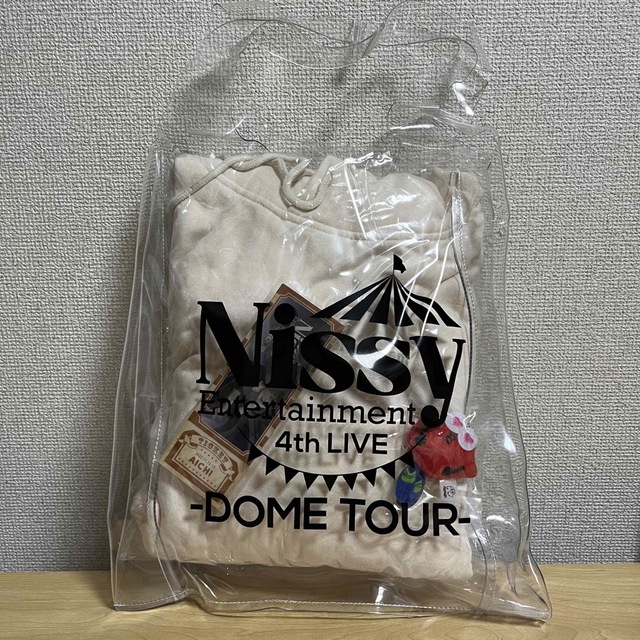 Nissy
Entertainment
4th LIVE
-DOME TOUR-
AICHI